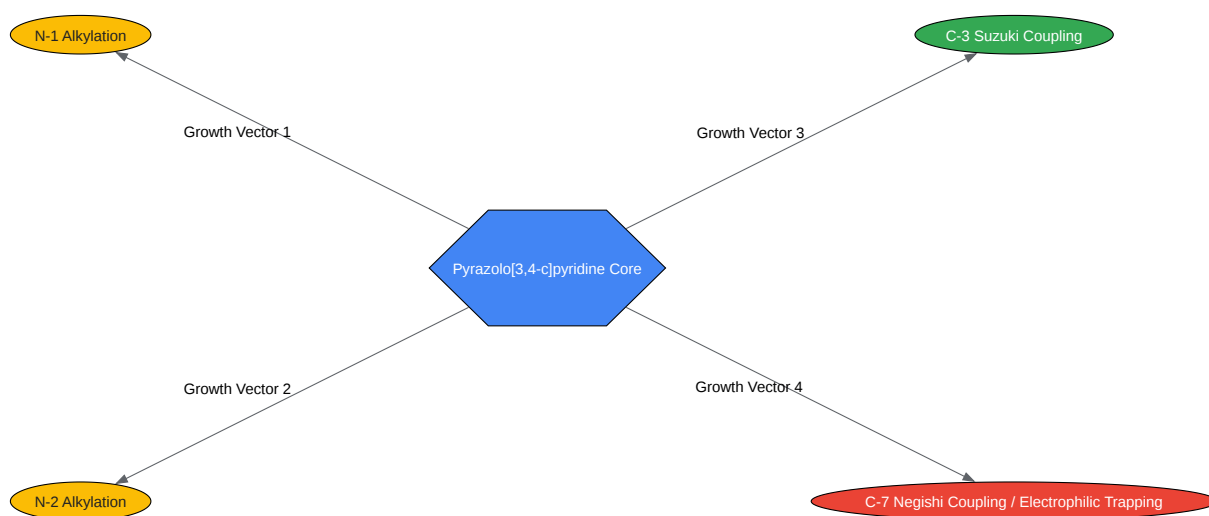 N-1 Alkylation
C-3 Suzuki Coupling
Growth Vector 1
Growth Vector 3
Pyrazolo[3,4-c]pyridine Core
Growth Vector 2
Growth Vector 4
N-2 Alkylation
C-7 Negishi Coupling / Electrophilic Trapping